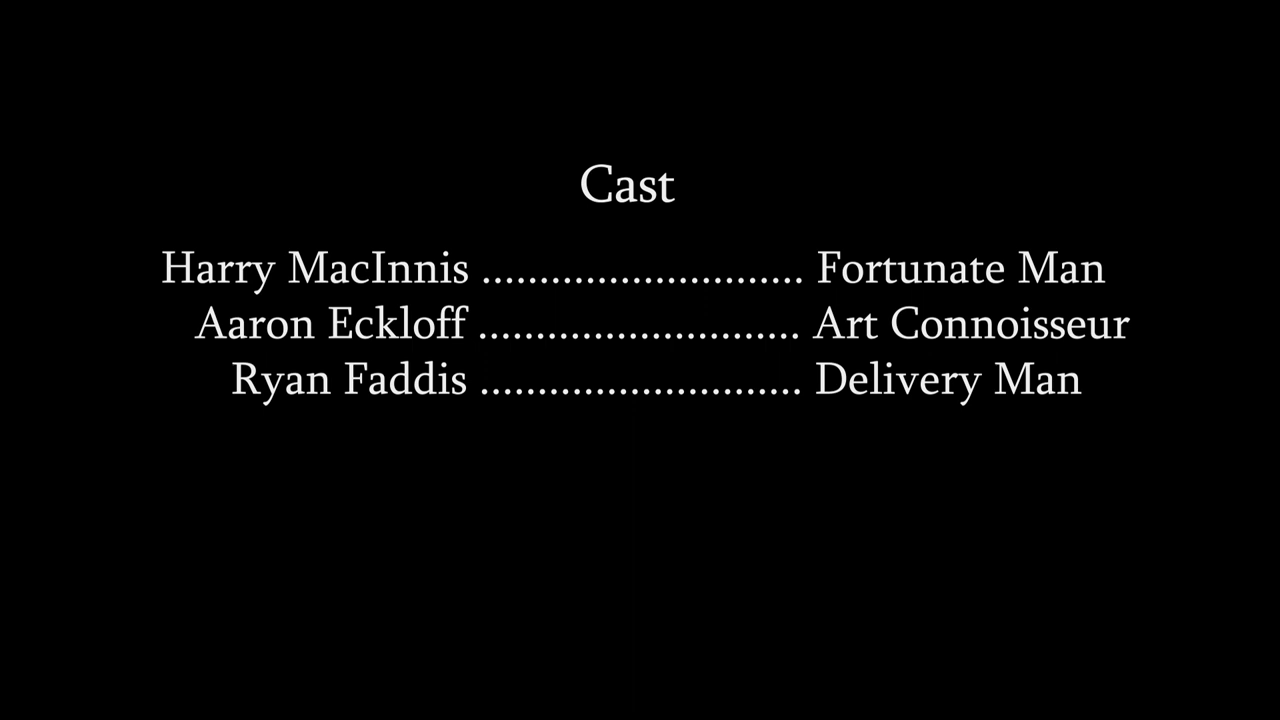 Cast
Harry MacInnis ............................ Fortunate Man
Aaron Eckloff ............................ Art Connoisseur
Ryan Faddis ............................ Delivery Man